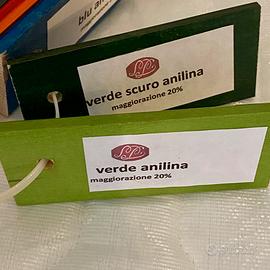 blu an
verde scuro anilina
maggiorazione 20%
verde anilina
maggiorazione 20%